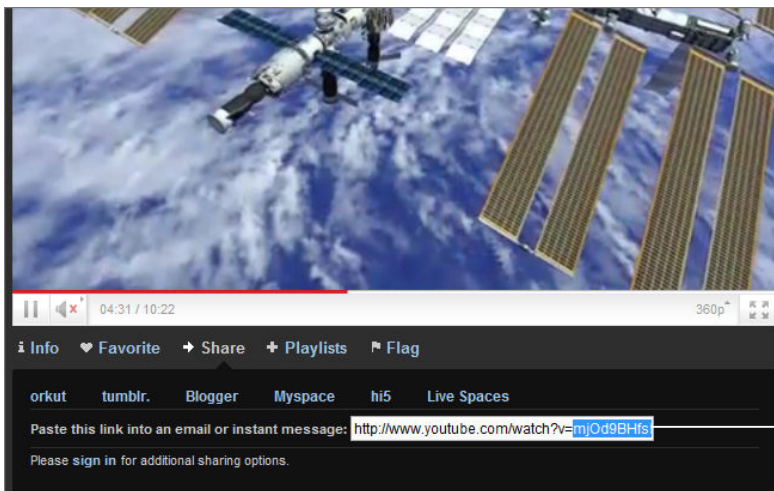 04:31 / 10:22 360p
Info Favorite Share Playlists Flag
orkut tumblr. Blogger Myspace hi5 Live Spaces
Paste this link into an email or instant message: http://www.youtube.com/watch?v=mjOd9BHfs
Please sign in for additional sharing options.